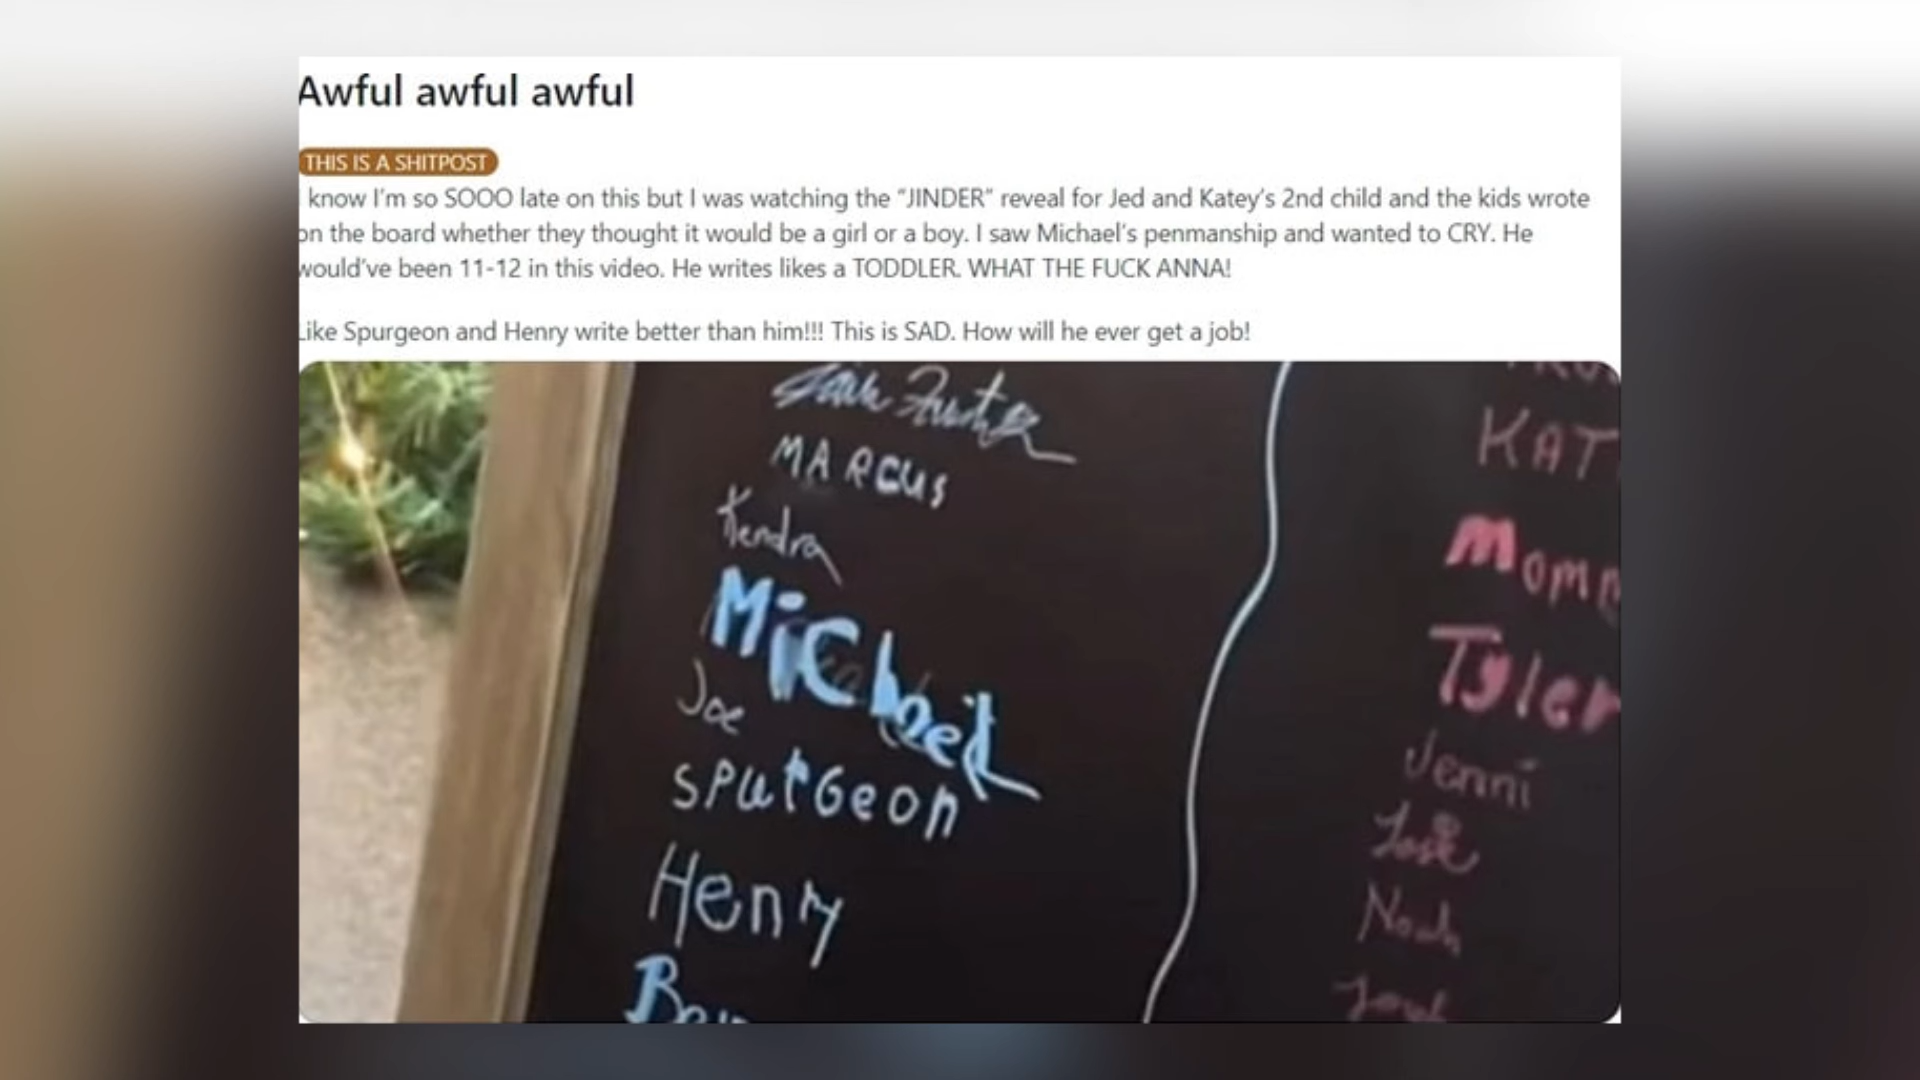 Awful awful awful
THIS IS A SHITPOST
I know I'm so SOOO late on this but I was watching the “JINDER” reveal for Jed and Katey's 2nd child and the kids wrote
on the board whether they thought it would be a girl or a boy. I saw Michael's penmanship and wanted to CRY. He
would've been 11-12 in this video. He writes likes a TODDLER. WHAT THE FUCK ANNA!
Like Spurgeon and Henry write better than him!!! This is SAD. How will he ever get a job!
MARCUS
Kendra
Michael
Joe
SPurGeon
Henry
KAT
Mom
Tyler
Jenni
Noah